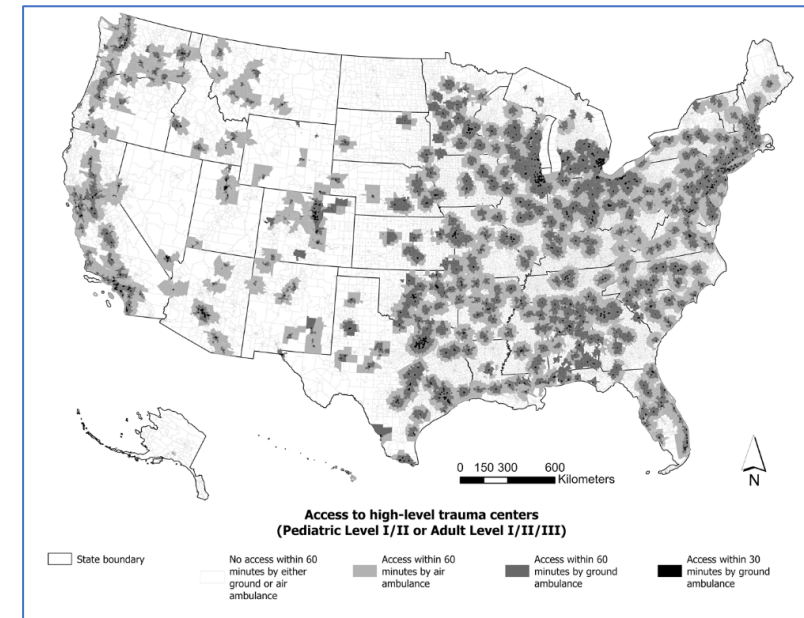 0 150 300 600
Kilometers
N
Access to high-level trauma centers
(Pediatric Level I/II or Adult Level I/II/III)
State boundary
No access within 60
minutes by either
ground or air
ambulance
Access within 60
minutes by air
ambulance
Access within 60
minutes by ground
ambulance
Access within 30
minutes by ground
ambulance